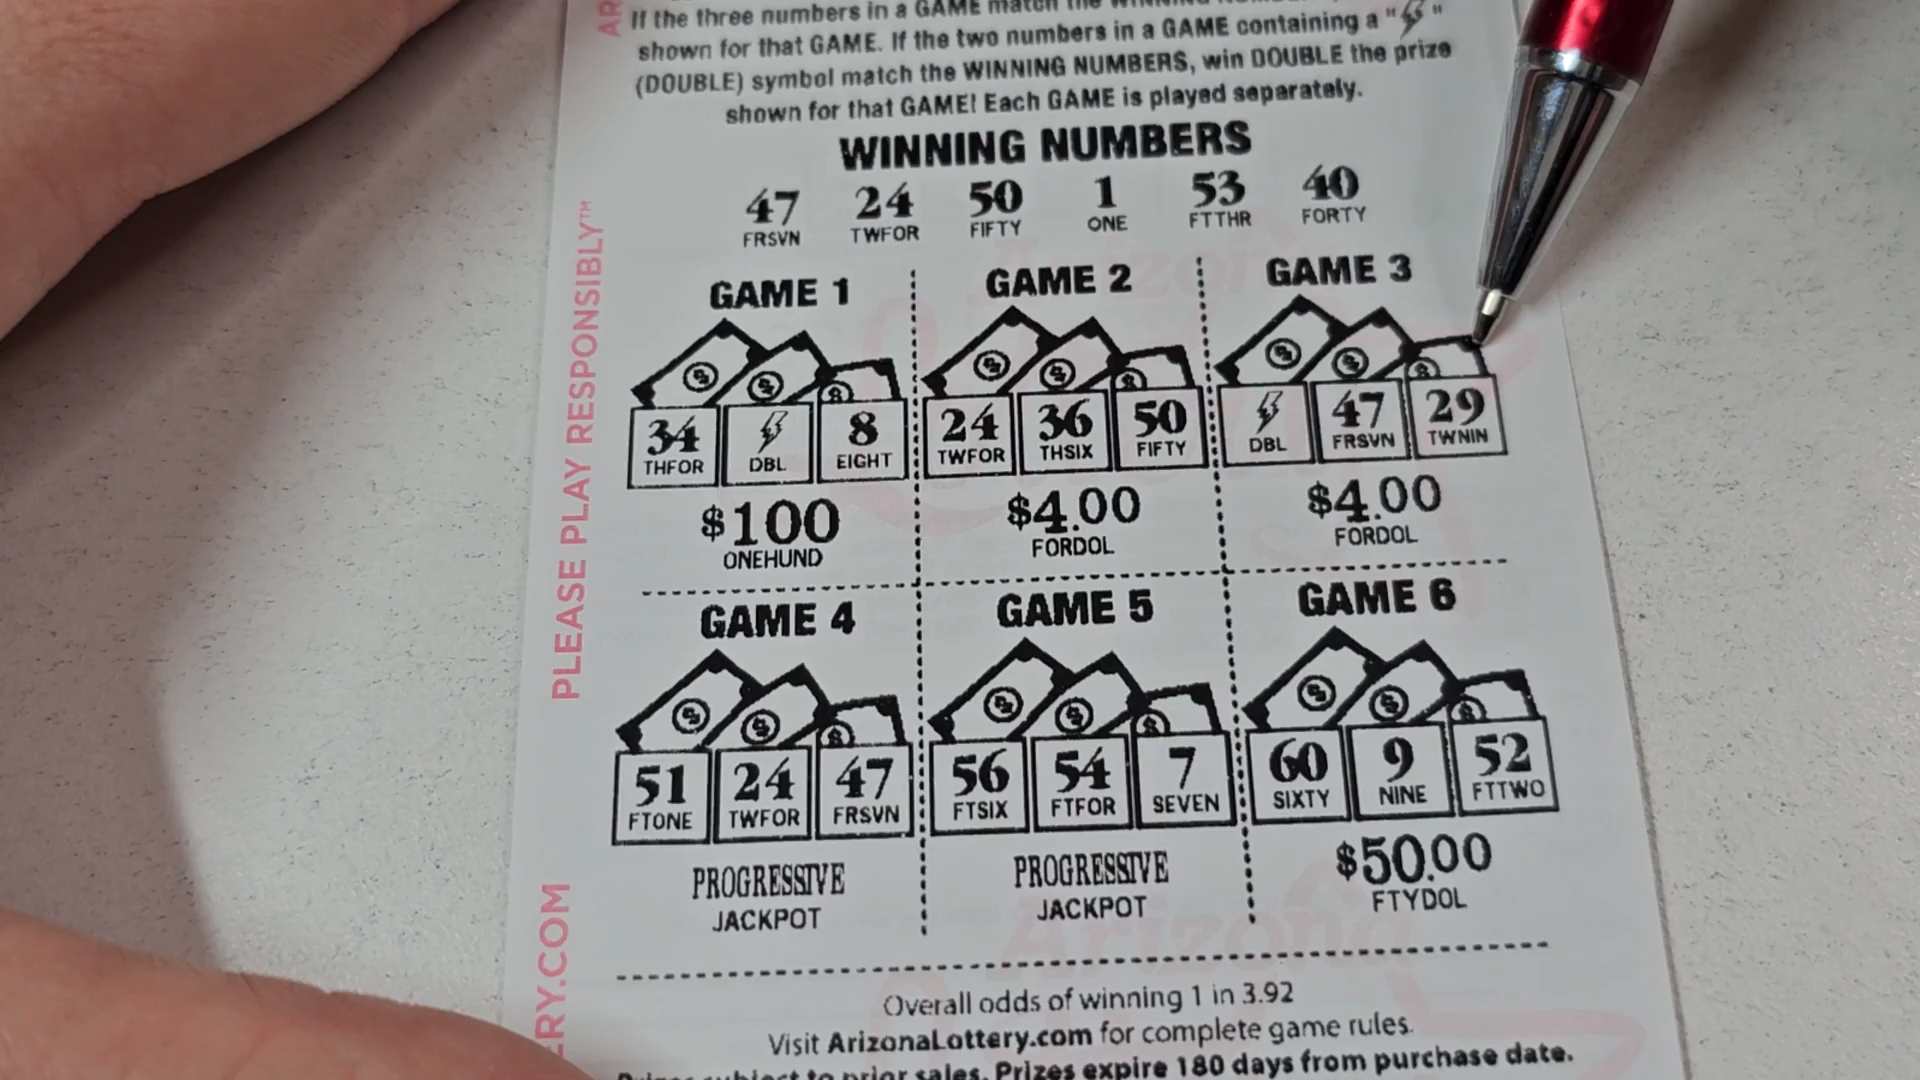 If the three numbers in a GAME match the
shown for that GAME. If the two numbers in a GAME containing a " "
(DOUBLE) symbol match the WINNING NUMBERS, win DOUBLE the prize
shown for that GAME! Each GAME is played separately.
WINNING NUMBERS
47 24 50 1 53 40
FRSVN TWFOR FIFTY ONE FTTHR FORTY
GAME 1 GAME 2 GAME 3
34 8 24 36 50 47 29
THFOR DBL EIGHT TWFOR THSIX FIFTY DBL FRSVN TWNIN
$100 $4.00 $4.00
ONEHUND FORDOL FORDOL
GAME 4 GAME 5 GAME 6
51 24 47 56 54 7 60 9 52
FTONE TWFOR FRSVN FTSIX FTFOR SEVEN SIXTY NINE FTTWO
PROGRESSIVE PROGRESSIVE $50.00
JACKPOT JACKPOT FTYDOL
Overall odds of winning 1 in 3.92
Visit ArizonaLottery.com for complete game rules.
subject to prior sales. Prizes expire 180 days from purchase date.
PLEASE PLAY RESPONSIBLY™
ERY.COM